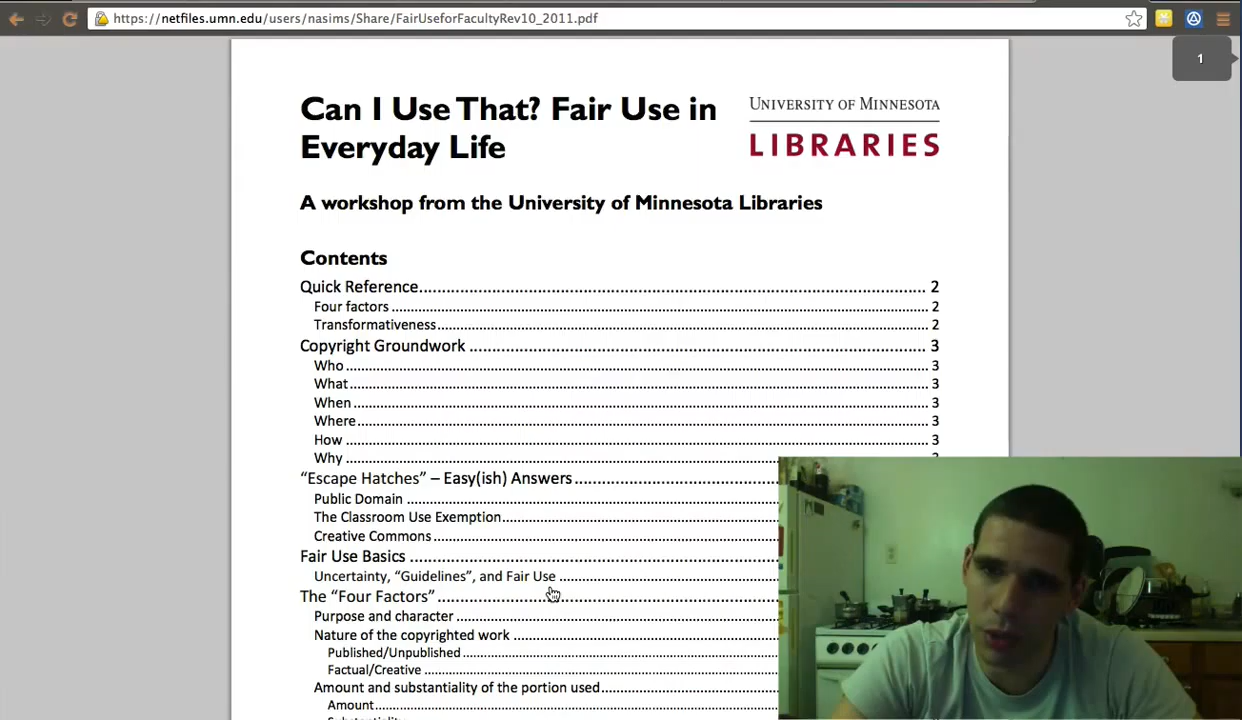 https://netfiles.umn.edu/users/nasims/Share/FairUseforFacultyRev10_2011.pdf
1
Can I Use That? Fair Use in
Everyday Life
UNIVERSITY OF MINNESOTA
LIBRARIES
A workshop from the University of Minnesota Libraries
Contents
Quick Reference 2
Four factors 2
Transformativeness 2
Copyright Groundwork 3
Who 3
What 3
When 3
Where 3
How 3
Why
“Escape Hatches” – Easy(ish) Answers
Public Domain
The Classroom Use Exemption
Creative Commons
Fair Use Basics
Uncertainty, “Guidelines”, and Fair Use
The “Four Factors”
Purpose and character
Nature of the copyrighted work
Published/Unpublished
Factual/Creative
Amount and substantiality of the portion used
Amount